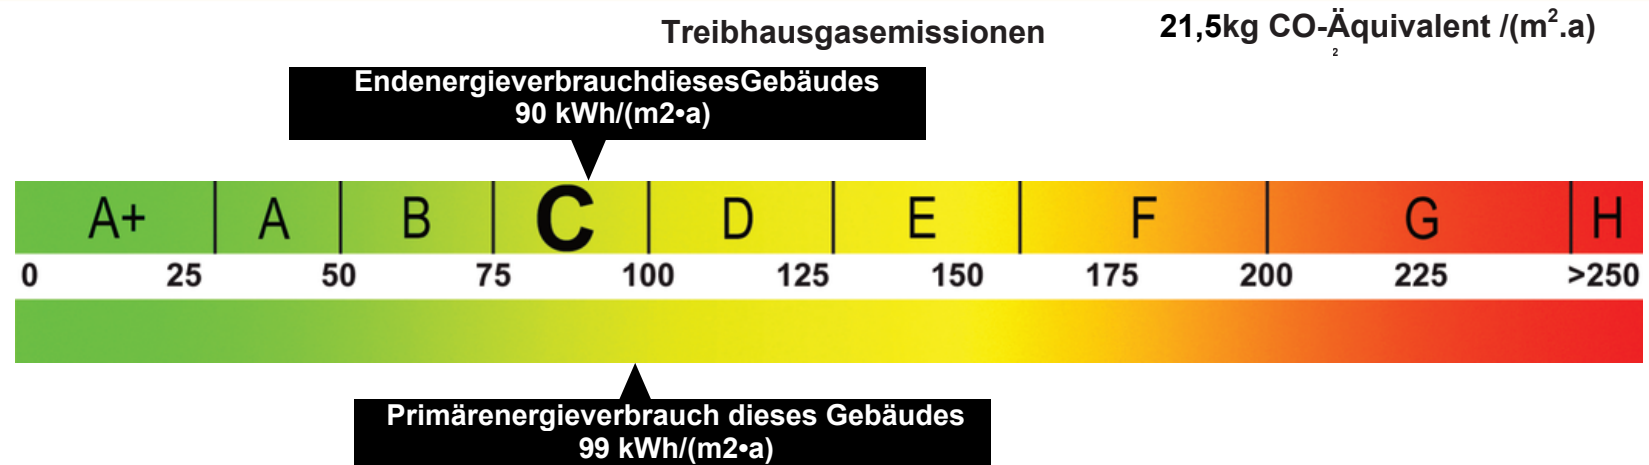 Treibhausgasemissionen 21,5kg CO-Äquivalent /(m².a)
₂
EndenergieverbrauchdiesesGebäudes
90 kWh/(m2•a)
A+ A B C D E F G H
0 25 50 75 100 125 150 175 200 225 >250
Primärenergieverbrauch dieses Gebäudes
99 kWh/(m2•a)